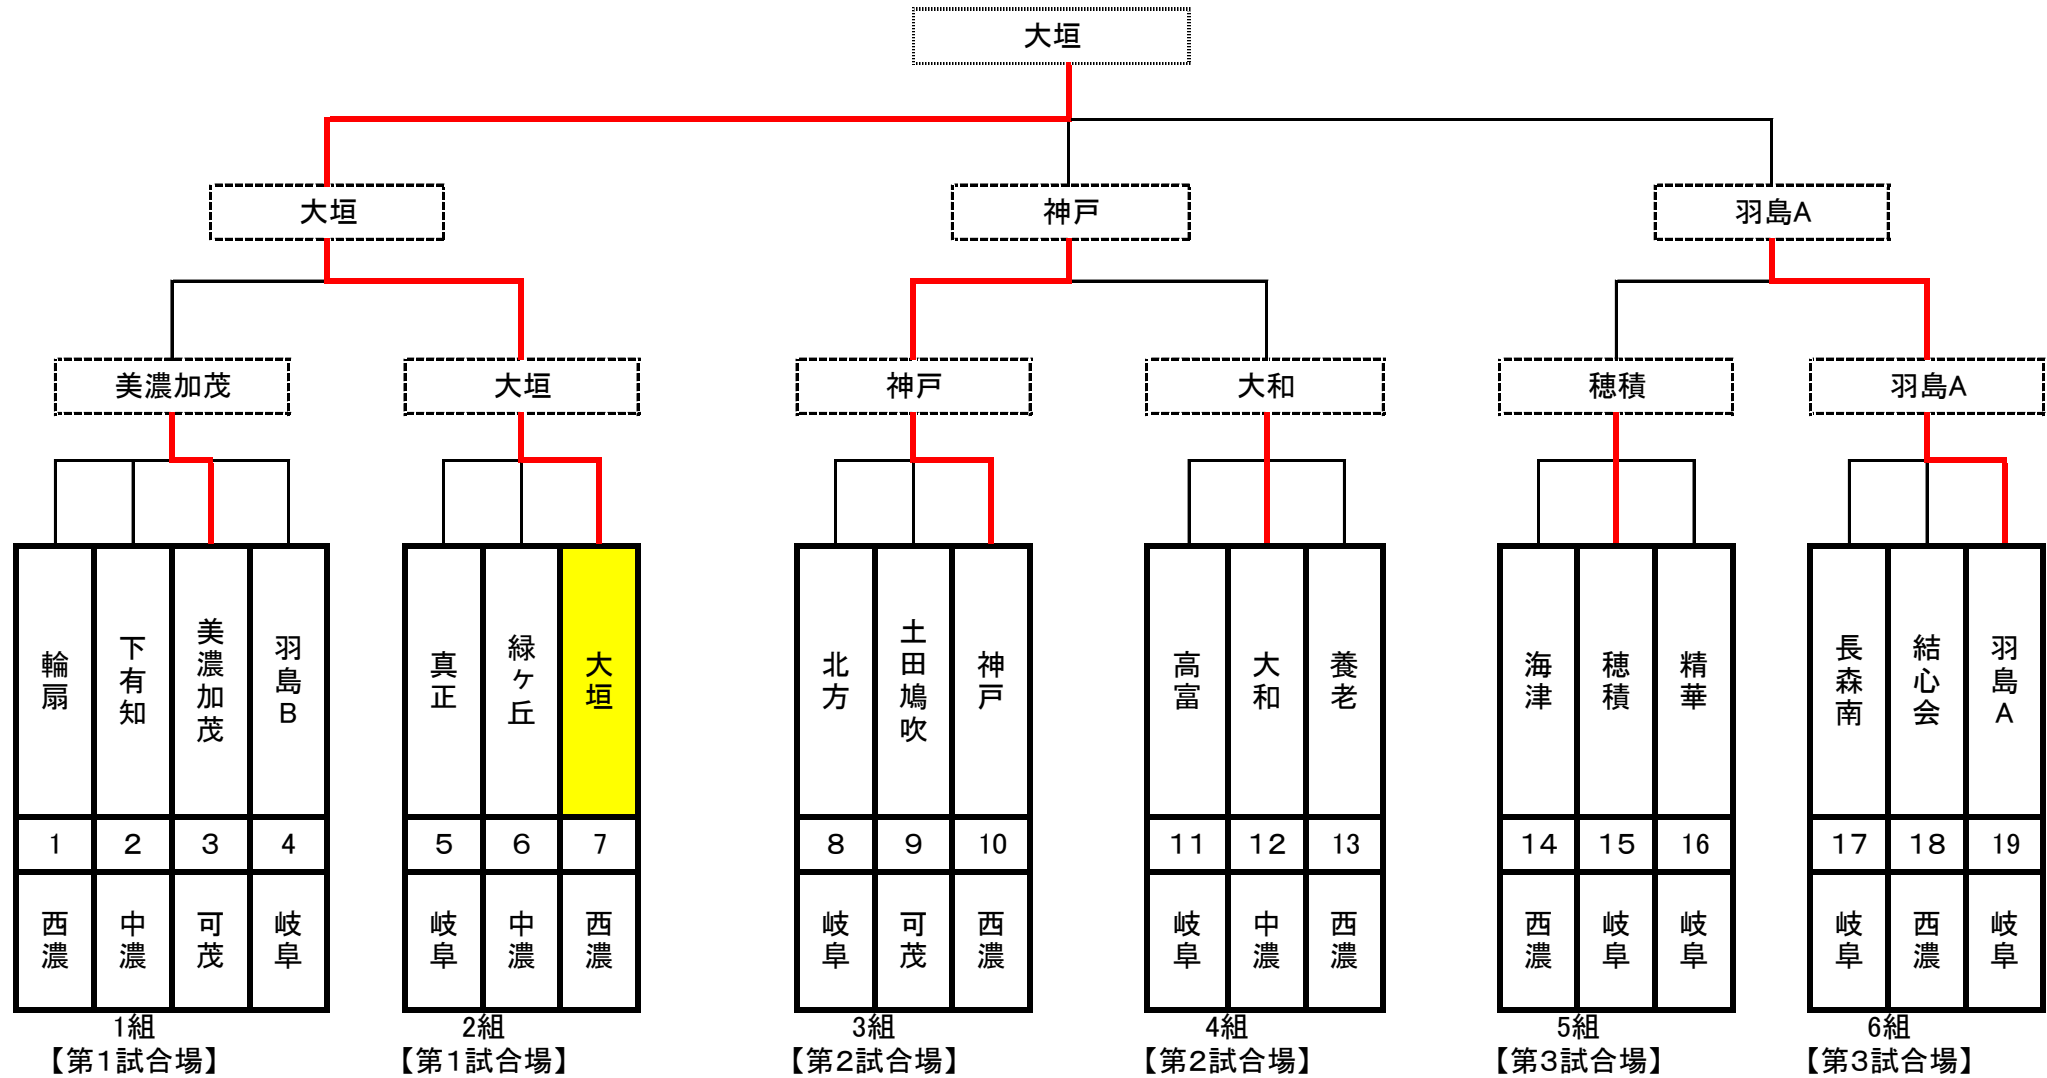 大垣
大垣 神戸 羽島A
美濃加茂 大垣 神戸 大和 穂積 羽島A
輪扇 下有知 美濃加茂 羽島B 真正 緑ヶ丘 大垣 北方 土田鳩吹 神戸 高富 大和 養老 海津 穂積 精華 長森南 結心会 羽島A
1 2 3 4 5 6 7 8 9 10 11 12 13 14 15 16 17 18 19
西濃 中濃 可茂 岐阜 岐阜 中濃 西濃 岐阜 可茂 西濃 岐阜 中濃 西濃 西濃 岐阜 岐阜 岐阜 西濃 岐阜
1組 2組 3組 4組 5組 6組
【第1試合場】 【第1試合場】 【第2試合場】 【第2試合場】 【第3試合場】 【第3試合場】